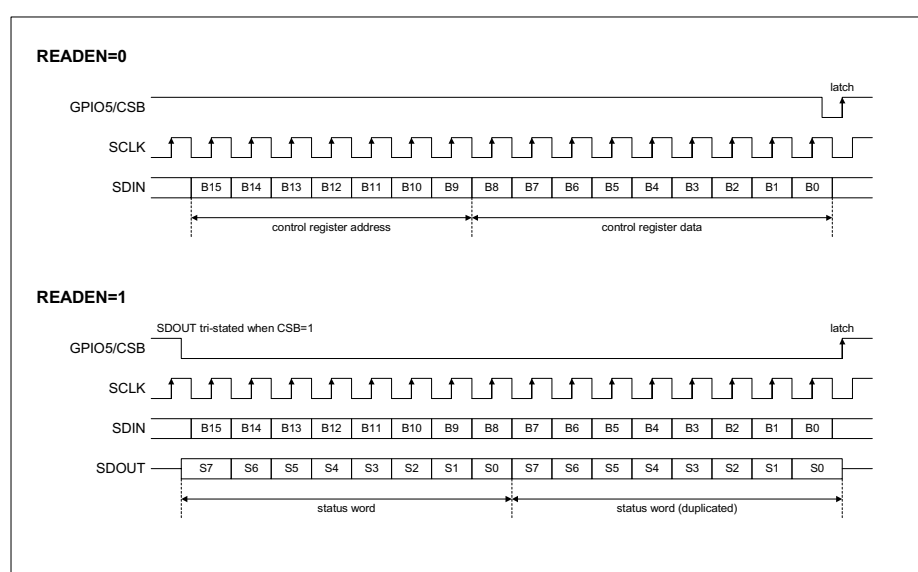 READEN=0
latch
GPIO5/CSB
SCLK
SDIN B15 B14 B13 B12 B11 B10 B9 B8 B7 B6 B5 B4 B3 B2 B1 B0
control register address control register data
READEN=1
SDOUT tri-stated when CSB=1 latch
GPIO5/CSB
SCLK
SDIN B15 B14 B13 B12 B11 B10 B9 B8 B7 B6 B5 B4 B3 B2 B1 B0
SDOUT S7 S6 S5 S4 S3 S2 S1 S0 S7 S6 S5 S4 S3 S2 S1 S0
status word status word (duplicated)